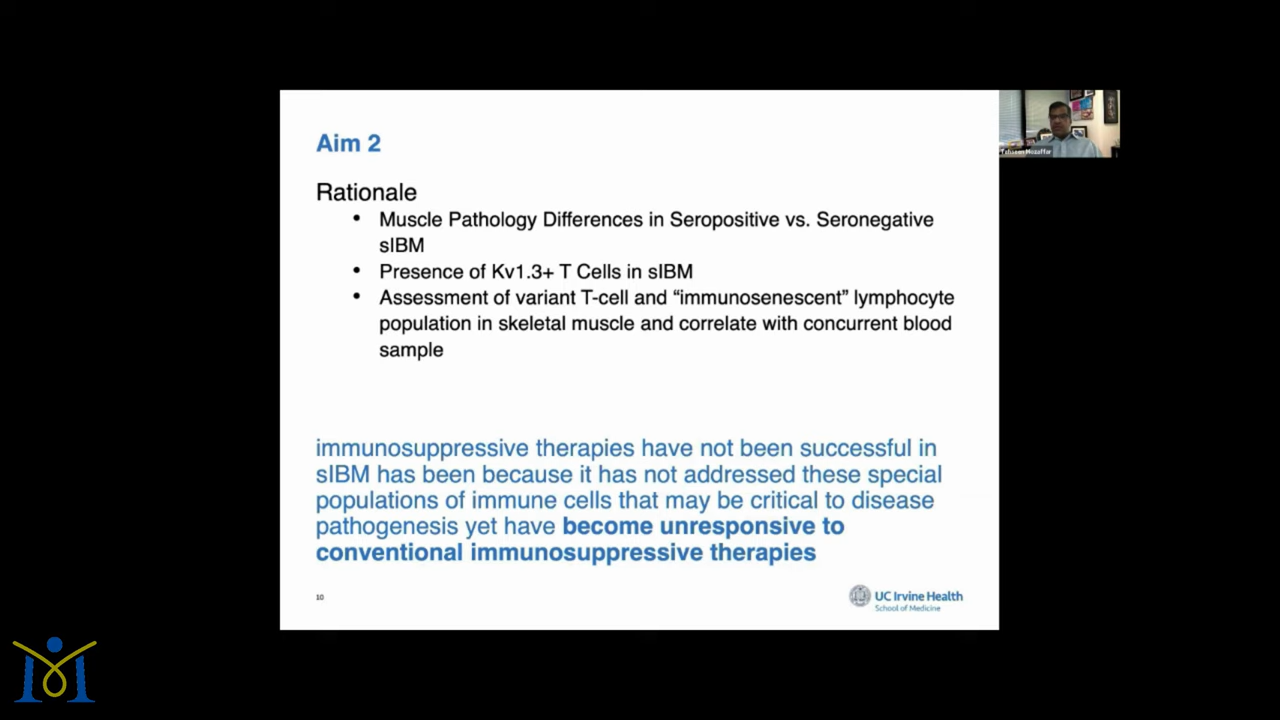 Aim 2
Rationale
• Muscle Pathology Differences in Seropositive vs. Seronegative
sIBM
• Presence of Kv1.3+ T Cells in sIBM
• Assessment of variant T-cell and “immunosenescent” lymphocyte
population in skeletal muscle and correlate with concurrent blood
sample
immunosuppressive therapies have not been successful in
sIBM has been because it has not addressed these special
populations of immune cells that may be critical to disease
pathogenesis yet have become unresponsive to
conventional immunosuppressive therapies
10
UC Irvine Health
School of Medicine
Tahseen Mozaffar